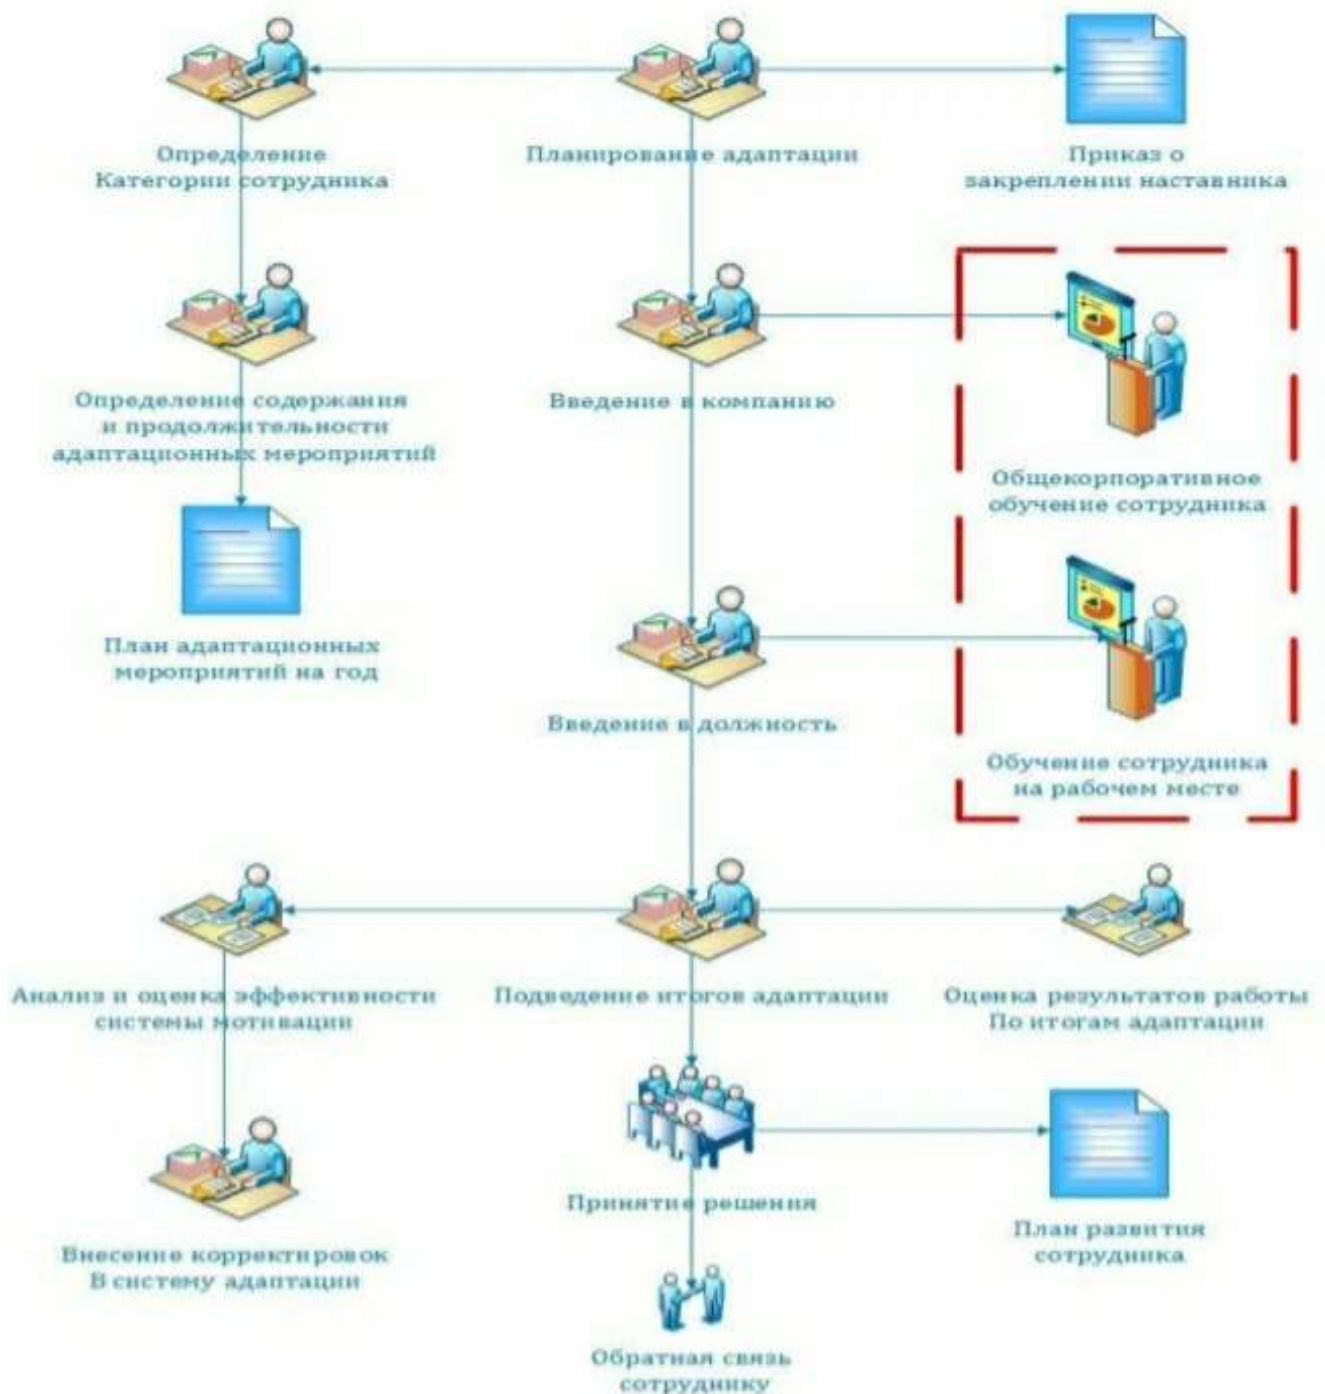 Определение
Категории сотрудника
Планирование адаптации
Приказ о
закреплении наставника
Определение содержания
и продолжительности
адаптационных мероприятий
Введение в компанию
Общекорпоративное
обучение сотрудника
План адаптационных
мероприятий на год
Введение в должность
Обучение сотрудника
на рабочем месте
Анализ и оценка эффективности
системы мотивации
Подведение итогов адаптации
Оценка результатов работы
По итогам адаптации
Принятие решения
План развития
сотрудника
Внесение корректировок
В систему адаптации
Обратная связь
сотруднику